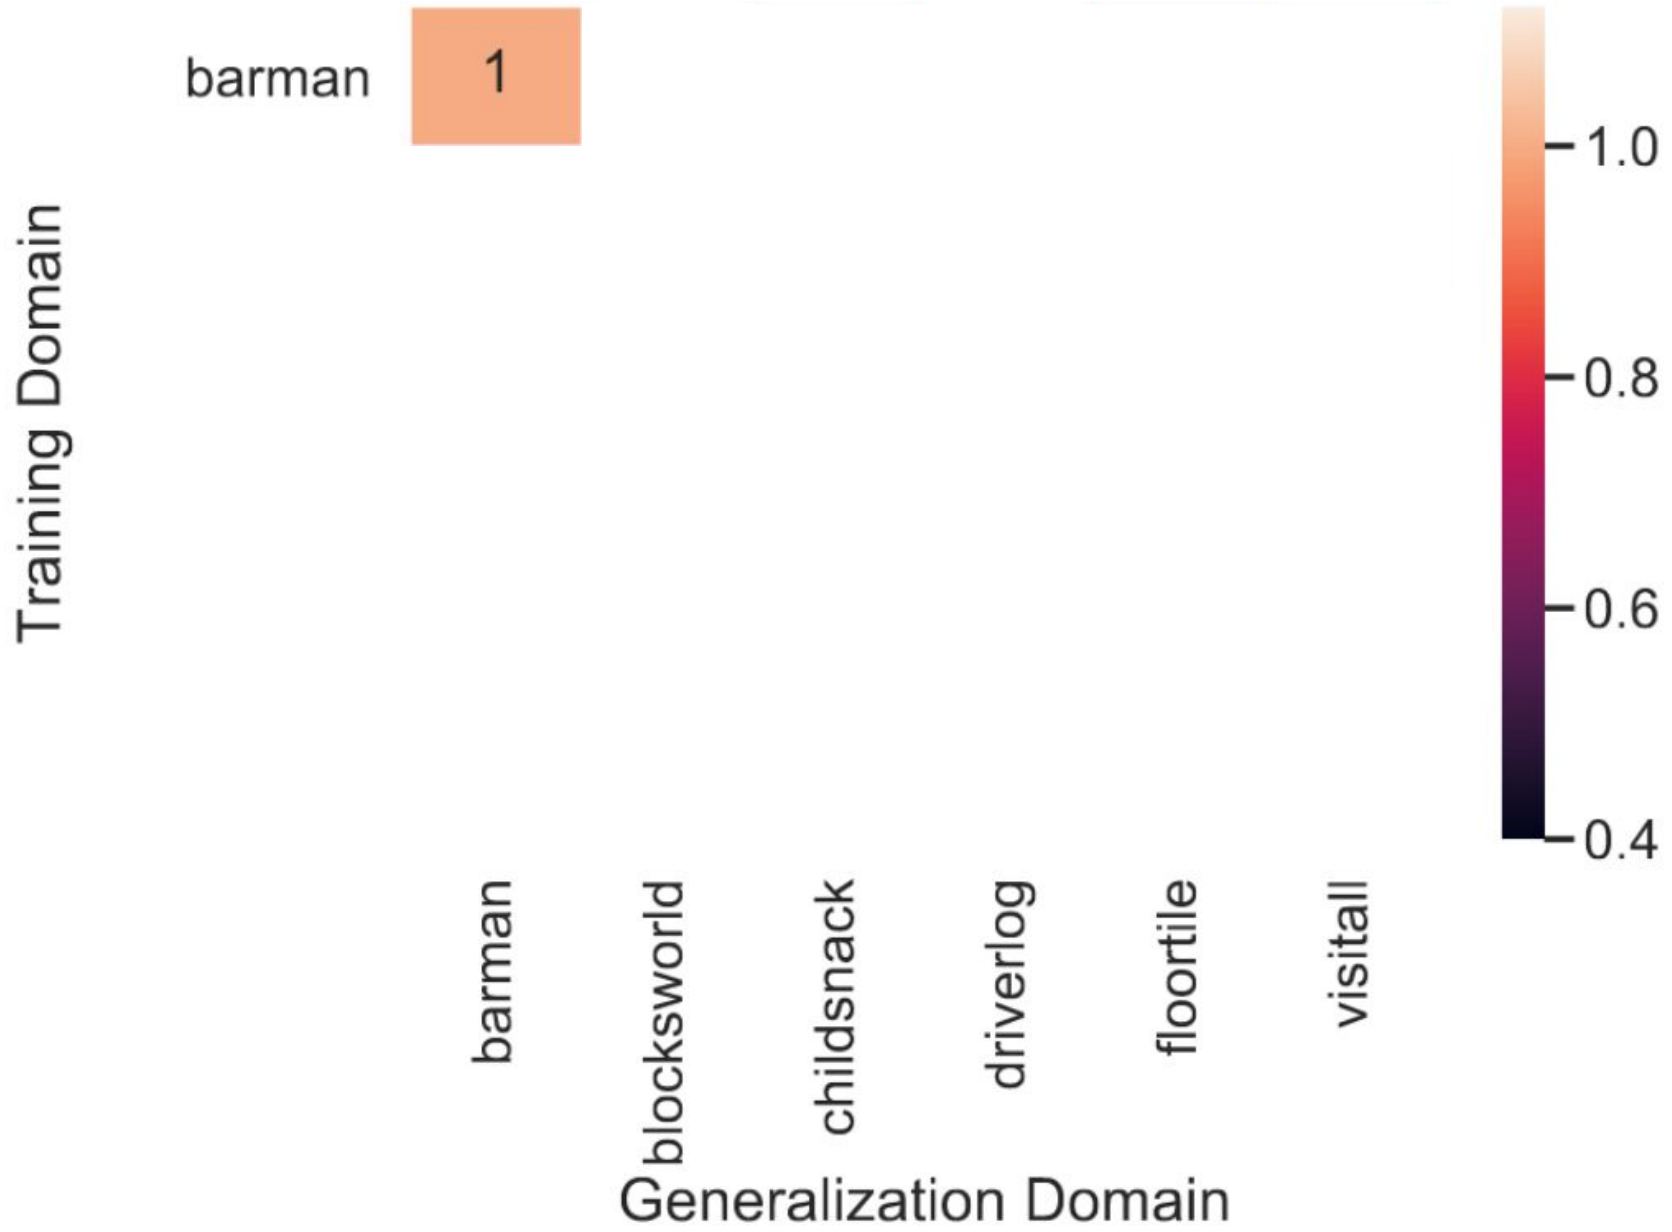 barman
1
Training Domain
1.0
0.8
0.6
0.4
barman
blocksworld
childsnack
driverlog
floortile
visitall
Generalization Domain